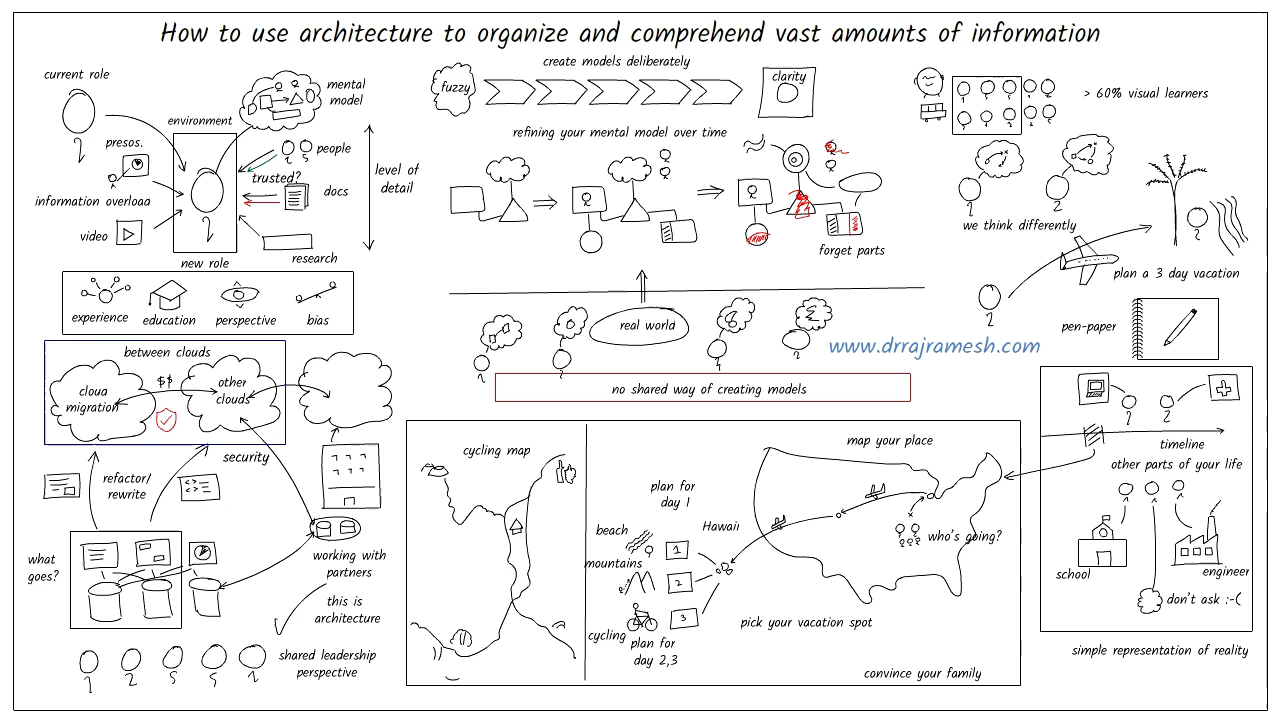 How to use architecture to organize and comprehend vast amounts of information
current role
mental
model
environment
presos.
people
trusted?
information overloaa
docs
video
level of
detail
research
new role
experience
education
perspective
bias
create models deliberately
fuzzy
clarity
refining your mental model over time
forget parts
real world
no shared way of creating models
> 60% visual learners
we think differently
plan a 3 day vacation
pen-paper
www.drrajramesh.com
between clouds
cloua
migration
$$
other
clouds
security
refactor/
rewrite
<>
<>
what
goes?
working with
partners
this is
architecture
shared leadership
perspective
cycling map
map your place
plan for
day 1
beach
Hawaii
mountains
1
2
3
cycling
plan for
day 2,3
who's going?
pick your vacation spot
convince your family
timeline
other parts of your life
school
engineer
don't ask :-(
simple representation of reality